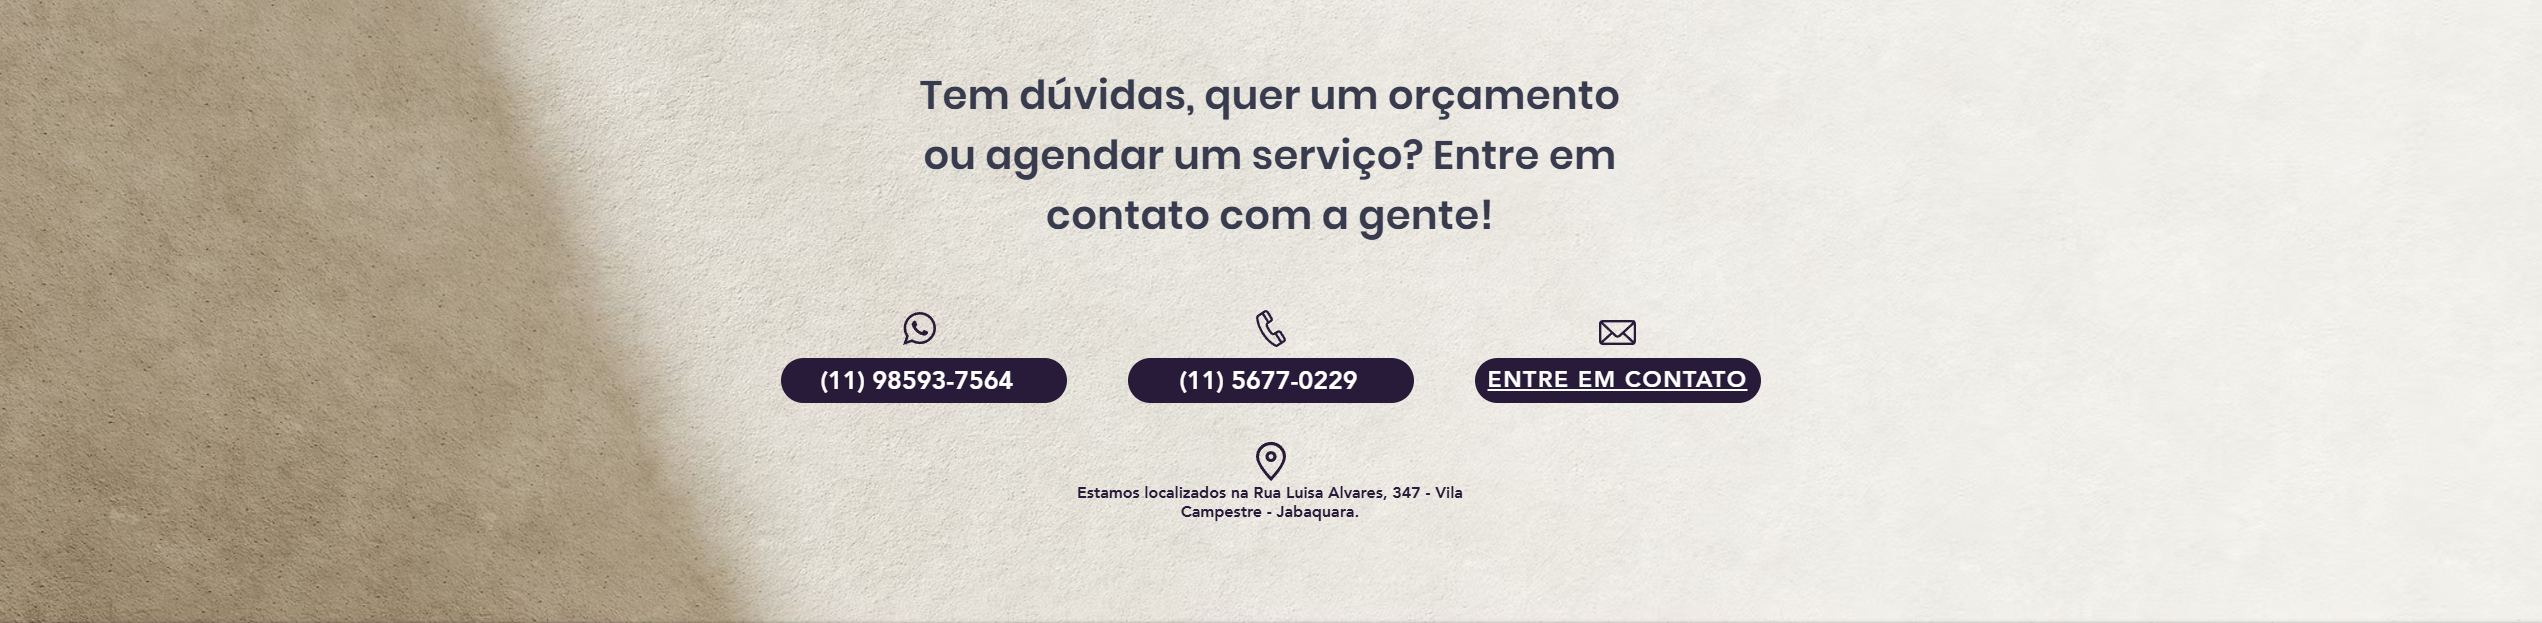 Tem dúvidas, quer um orçamento
ou agendar um serviço? Entre em
contato com a gente!
(11) 98593-7564
(11) 5677-0229
ENTRE EM CONTATO
Estamos localizados na Rua Luisa Alvares, 347 - Vila
Campestre - Jabaquara.